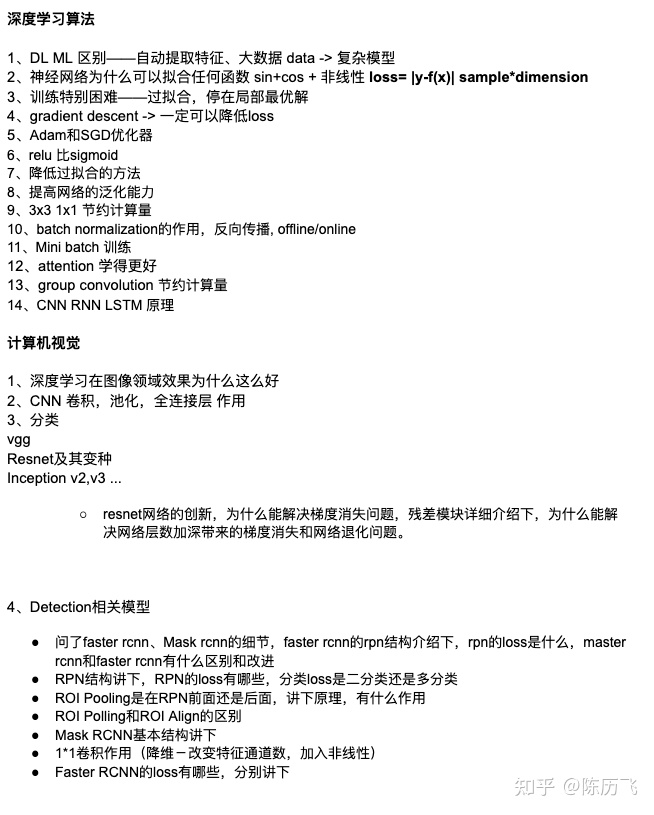 深度学习算法
1、DL ML 区别——自动提取特征、大数据 data -> 复杂模型
2、神经网络为什么可以拟合任何函数 sin+cos + 非线性 loss= |y-f(x)| sample*dimension
3、训练特别困难——过拟合，停在局部最优解
4、gradient descent -> 一定可以降低loss
5、Adam和SGD优化器
6、relu 比sigmoid
7、降低过拟合的方法
8、提高网络的泛化能力
9、3x3 1x1 节约计算量
10、batch normalization的作用，反向传播, offline/online
11、Mini batch 训练
12、attention 学得更好
13、group convolution 节约计算量
14、CNN RNN LSTM 原理
计算机视觉
1、深度学习在图像领域效果为什么这么好
2、CNN 卷积，池化，全连接层 作用
3、分类
vgg
Resnet及其变种
Inception v2,v3 ...
○ resnet网络的创新，为什么能解决梯度消失问题，残差模块详细介绍下，为什么能解
决网络层数加深带来的梯度消失和网络退化问题。
4、Detection相关模型
● 问了faster rcnn、Mask rcnn的细节，faster rcnn的rpn结构介绍下，rpn的loss是什么，master
rcnn和faster rcnn有什么区别和改进
● RPN结构讲下，RPN的loss有哪些，分类loss是二分类还是多分类
● ROI Pooling是在RPN前面还是后面，讲下原理，有什么作用
● ROI Polling和ROI Align的区别
● Mask RCNN基本结构讲下
● 1*1卷积作用（降维－改变特征通道数，加入非线性）
● Faster RCNN的loss有哪些，分别讲下
知乎 @陈历飞